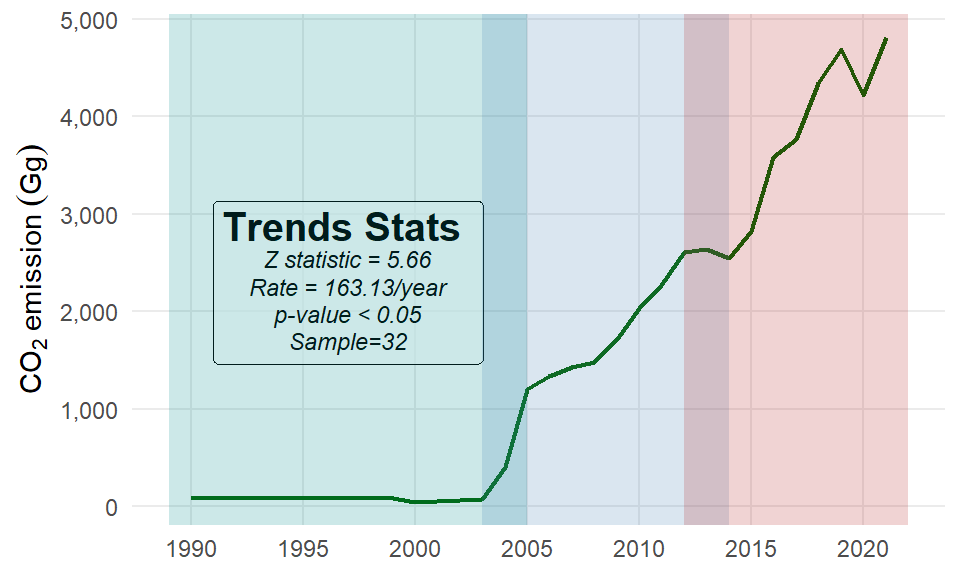 5,000
4,000
3,000
2,000
1,000
0
CO₂ emission (Gg)
Trends Stats
Z statistic = 5.66
Rate = 163.13/year
p-value < 0.05
Sample=32
1990 1995 2000 2005 2010 2015 2020